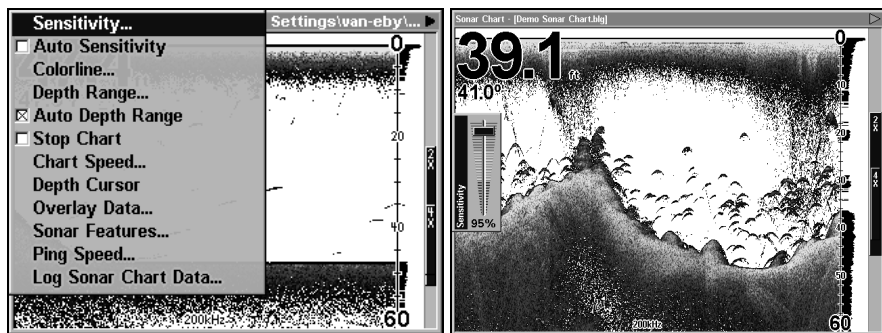 Sensitivity...
Settings\van-eby\...
Auto Sensitivity
Colorline...
Depth Range...
Auto Depth Range
Stop Chart
Chart Speed...
Depth Cursor
Overlay Data...
Sonar Features...
Ping Speed...
Log Sonar Chart Data...
0
20
40
60
2X
4X
200kHz
Sonar Chart - [Demo Sonar Chart.blg]
39.1 ft
41.0°
Sensitivity
95%
0
10
20
30
40
50
60
2X
4X
200kHz